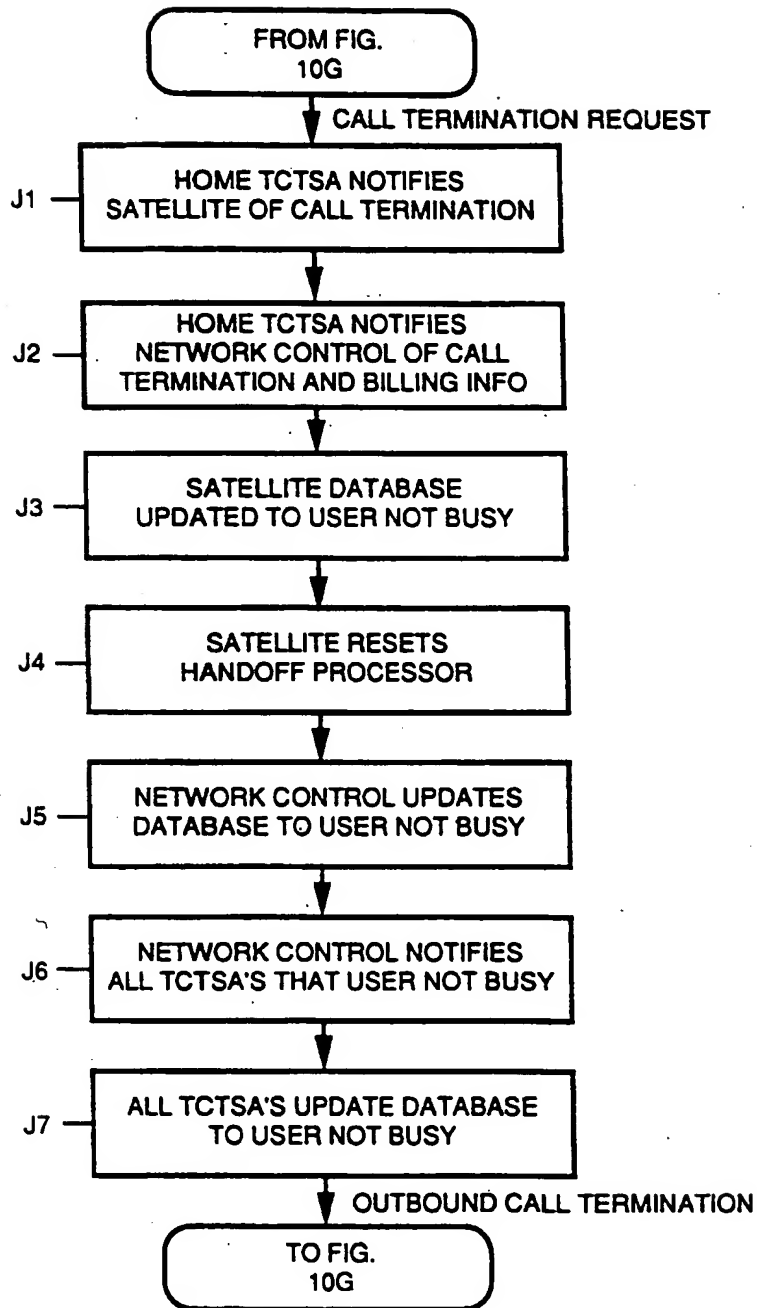 FROM FIG.
10G
CALL TERMINATION REQUEST
J1
HOME TCTSA NOTIFIES
SATELLITE OF CALL TERMINATION
J2
HOME TCTSA NOTIFIES
NETWORK CONTROL OF CALL
TERMINATION AND BILLING INFO
J3
SATELLITE DATABASE
UPDATED TO USER NOT BUSY
J4
SATELLITE RESETS
HANDOFF PROCESSOR
J5
NETWORK CONTROL UPDATES
DATABASE TO USER NOT BUSY
J6
NETWORK CONTROL NOTIFIES
ALL TCTSA'S THAT USER NOT BUSY
J7
ALL TCTSA'S UPDATE DATABASE
TO USER NOT BUSY
OUTBOUND CALL TERMINATION
TO FIG.
10G